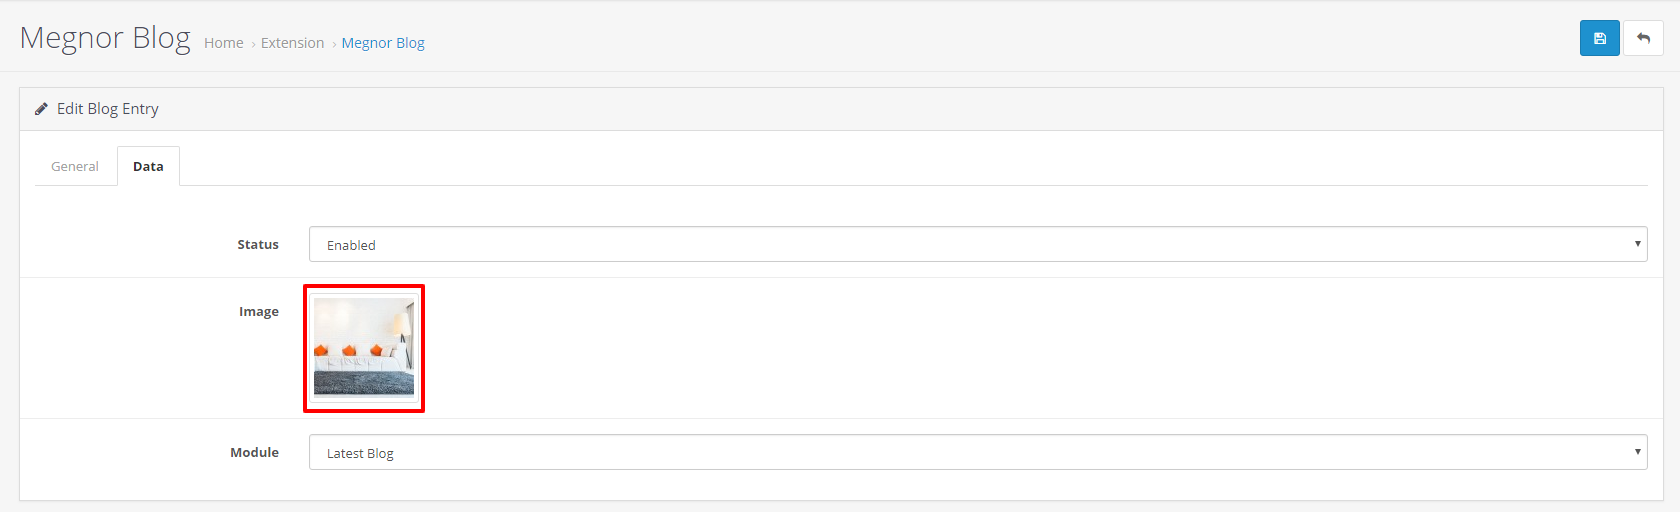 Megnor Blog Home › Extension › Megnor Blog
Edit Blog Entry
General Data
Status Enabled
Image
Module Latest Blog